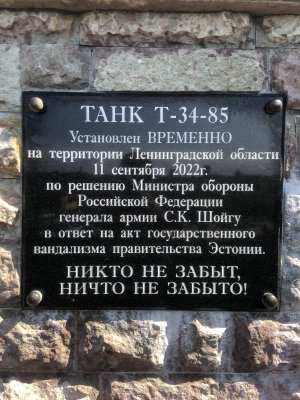 ТАНК Т-34-85
Установлен ВРЕМЕННО
на территории Ленинградской области
11 сентября 2022г.
по решению Министра обороны
Российской Федерации
генерала армии С.К. Шойгу
в ответ на акт государственного
вандализма правительства Эстонии.
НИКТО НЕ ЗАБЫТ,
НИЧТО НЕ ЗАБЫТО!